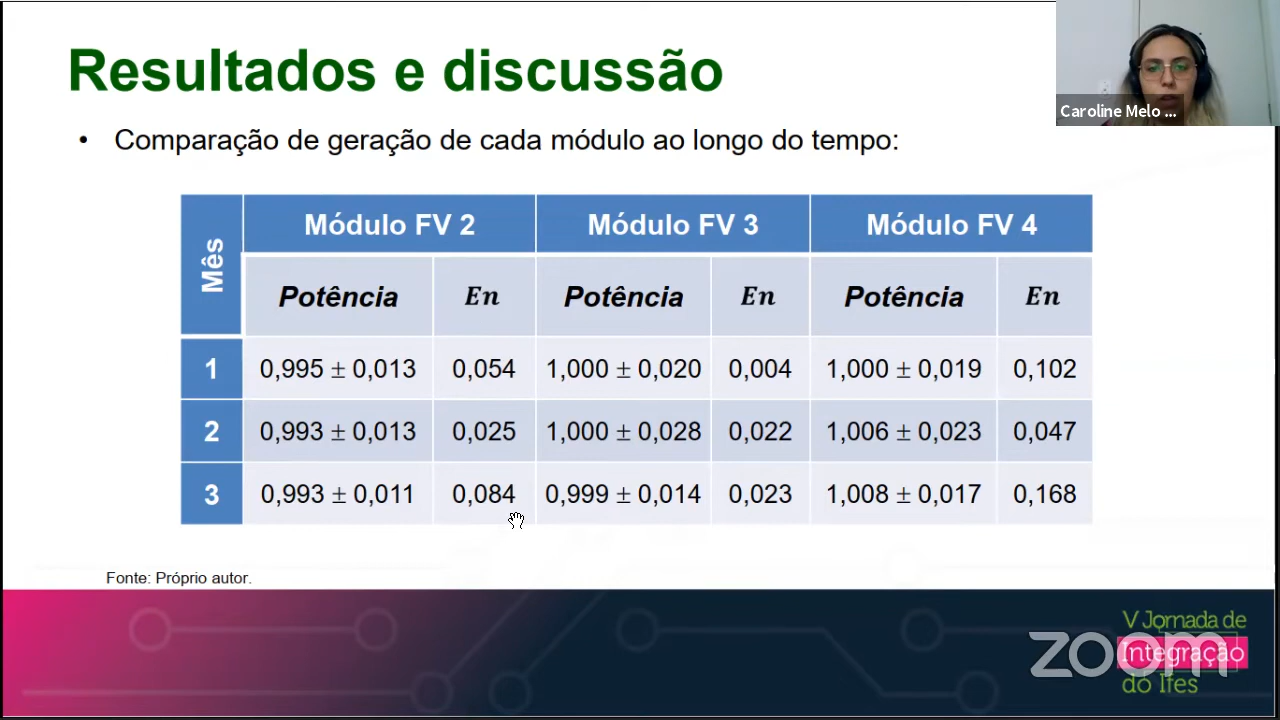 Resultados e discussão
Caroline Melo ...
• Comparação de geração de cada módulo ao longo do tempo:
Mês Módulo FV 2 Módulo FV 3 Módulo FV 4
Potência En Potência En Potência En
1 0,995 ± 0,013 0,054 1,000 ± 0,020 0,004 1,000 ± 0,019 0,102
2 0,993 ± 0,013 0,025 1,000 ± 0,028 0,022 1,006 ± 0,023 0,047
3 0,993 ± 0,011 0,084 0,999 ± 0,014 0,023 1,008 ± 0,017 0,168
Fonte: Próprio autor.
V Jornada de
Integração
do Ifes
zoom